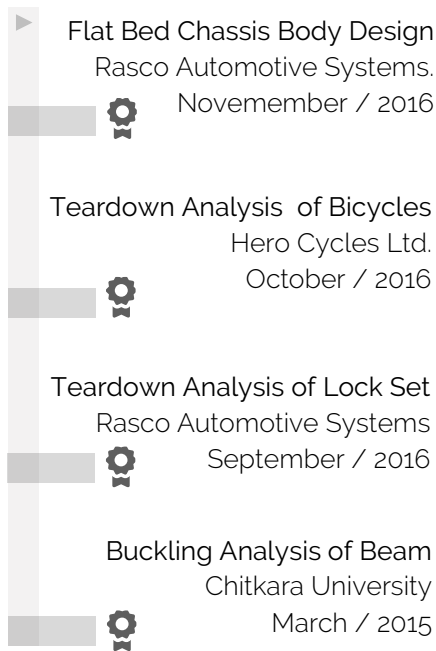 Flat Bed Chassis Body Design
Rasco Automotive Systems.
Novemember / 2016
Teardown Analysis  of Bicycles
Hero Cycles Ltd.
October / 2016
Teardown Analysis of Lock Set
Rasco Automotive Systems
September / 2016
Buckling Analysis of Beam
Chitkara University
March / 2015